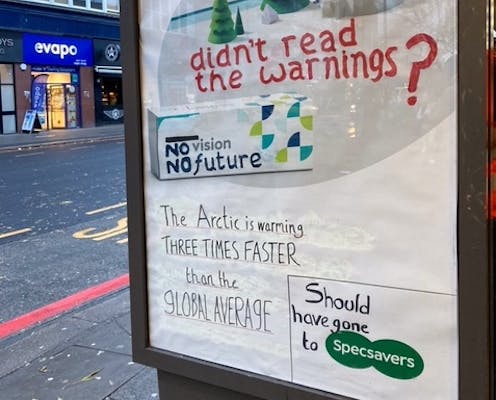 evapo
didn't read
the warnings?
No vision
No future
The Arctic is warming
THREE TIMES FASTER
than the
GLOBAL AVERAGE
Should
have gone
to Specsavers